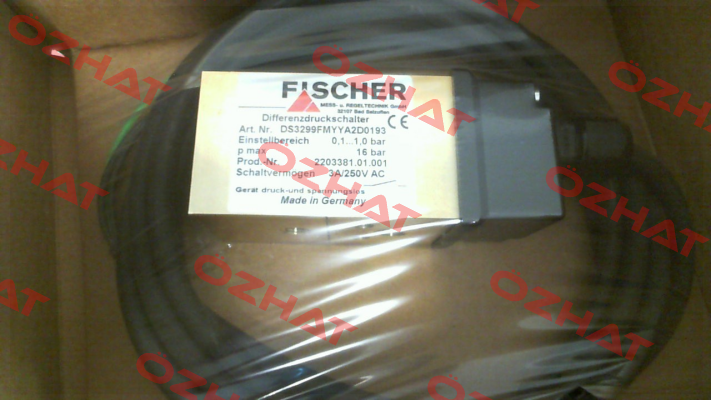 FISCHER
MESS- u. REGELTECHNIK GmbH
32107 Bad Salzuflen
Differenzdruckschalter
CE
Art. Nr. DS3299FMYYA2D0193
Einstellbereich 0,1...1,0 bar
p max 16 bar
Prod.-Nr. 2203381.01.001
Schaltvermögen 3A/250V AC
Gerät druck-und spannungslos
Made in Germany
OZHAT
OZHAT
OZHAT
OZHAT
OZHAT
OZHAT
OZHAT
OZHAT
OZHAT